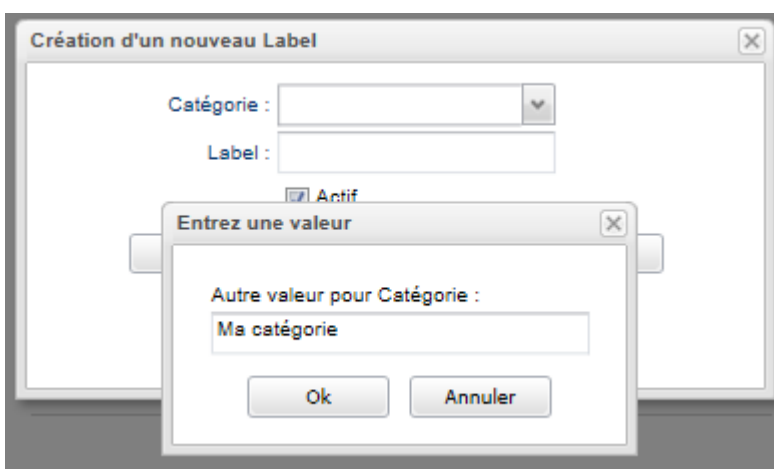 Création d'un nouveau Label
Catégorie :
Label :
Actif
Entrez une valeur
Autre valeur pour Catégorie :
Ma catégorie
Ok Annuler